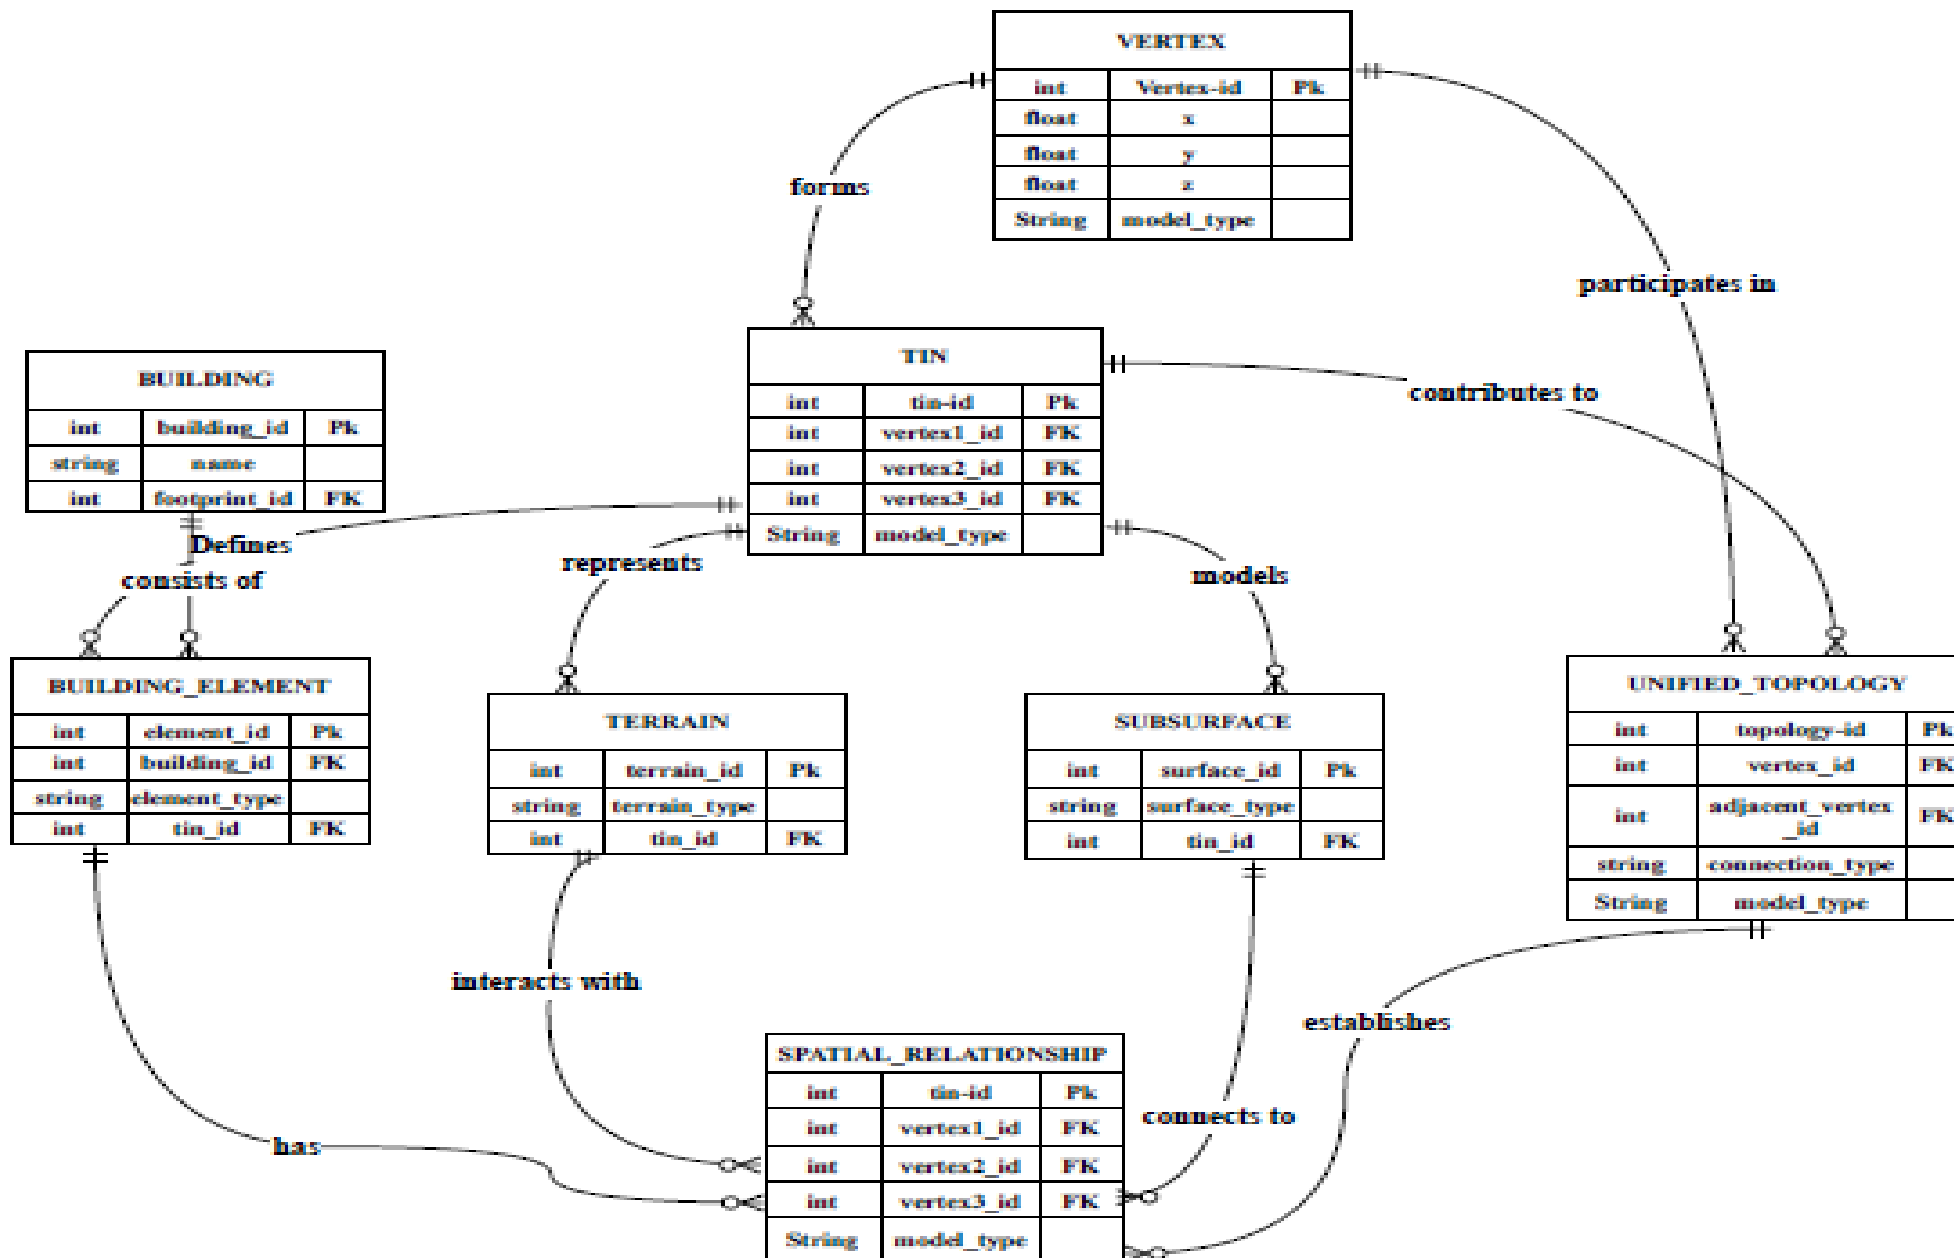 VERTEX
int Vertex-id Pk
float x
float y
float z
String model_type
forms
participates in
TIN
int tin-id Pk
int vertex1_id FK
int vertex2_id FK
int vertex3_id FK
String model_type
contributes to
BUILDING
int building_id Pk
string name
int footprint_id FK
Defines
consists of
represents
models
BUILDING_ELEMENT
int element_id Pk
int building_id FK
string element_type
int tin_id FK
TERRAIN
int terrain_id Pk
string terrain_type
int tin_id FK
SUBSURFACE
int surface_id Pk
string surface_type
int tin_id FK
UNIFIED_TOPOLOGY
int topology-id Pk
int vertex_id FK
int adjacent_vertex
_id FK
string connection_type
String model_type
interacts with
establishes
has
connects to
SPATIAL_RELATIONSHIP
int tin-id Pk
int vertex1_id FK
int vertex2_id FK
int vertex3_id FK
String model_type